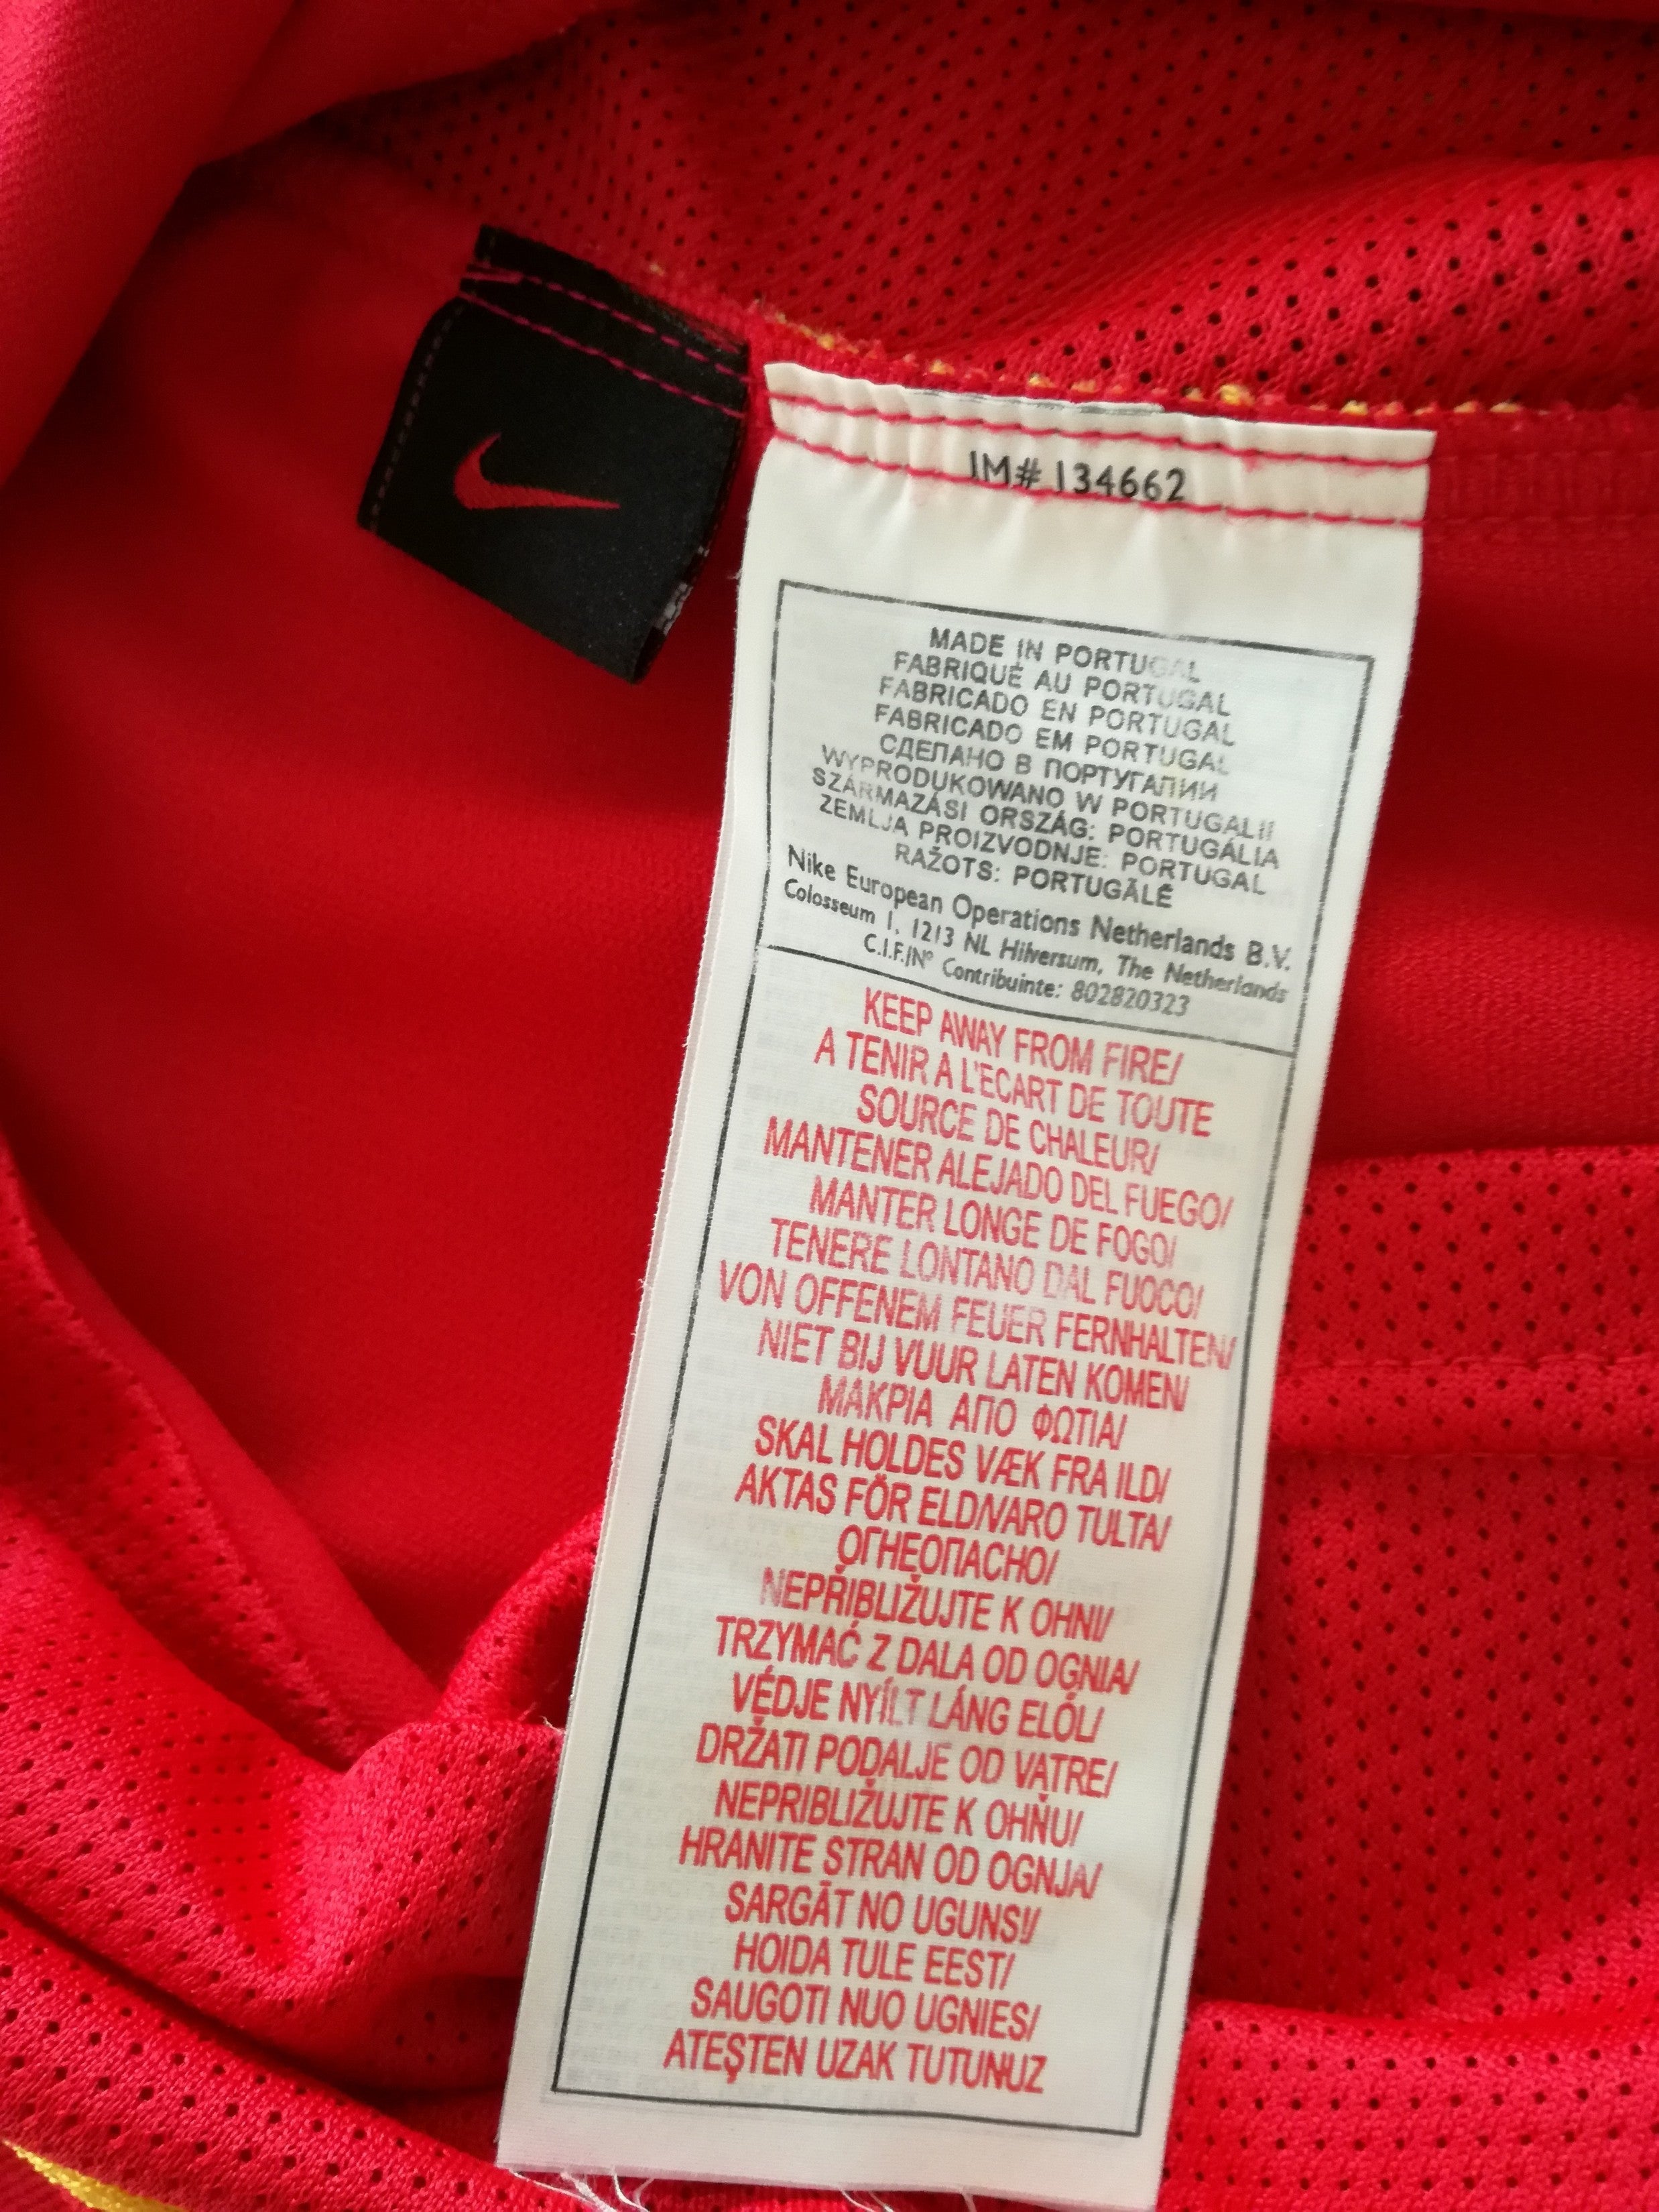 IM# 134662
MADE IN PORTUGAL
FABRIQUÉ AU PORTUGAL
FABRICADO EN PORTUGAL
FABRICADO EM PORTUGAL
СДЕЛАНО В ПОРТУГАЛИИ
WYPRODUKOWANO W PORTUGALII
SZÁRMAZÁSI ORSZÁG: PORTUGÁLIA
ZEMLJA PROIZVODNJE: PORTUGAL
RAŽOTS: PORTUGĀLĒ
Nike European Operations Netherlands B.V.
Colosseum 1, 1213 NL Hilversum, The Netherlands
C.I.F.|N° Contribuinte: 802820323
KEEP AWAY FROM FIRE/
A TENIR A L'ECART DE TOUTE
SOURCE DE CHALEUR/
MANTENER ALEJADO DEL FUEGO/
MANTER LONGE DE FOGO/
TENERE LONTANO DAL FUOCO/
VON OFFENEM FEUER FERNHALTEN/
NIET BIJ VUUR LATEN KOMEN/
ΜΑΚΡΙΑ ΑΠΟ ΦΩΤΙΑ/
SKAL HOLDES VÆK FRA ILD/
AKTAS FÖR ELD/VARO TULTA/
ОГНЕОПАСНО/
NEPŘIBLIŽUJTE K OHNI/
TRZYMAĆ Z DALA OD OGNIA/
VÉDJE NYÍLT LÁNG ELŐL/
DRŽATI PODALJE OD VATRE/
NEPRIBLIŽUJTE K OHŇU/
HRANITE STRAN OD OGNJA/
SARGĀT NO UGUNS!/
HOIDA TULE EEST/
SAUGOTI NUO UGNIES/
ATEŞTEN UZAK TUTUNUZ